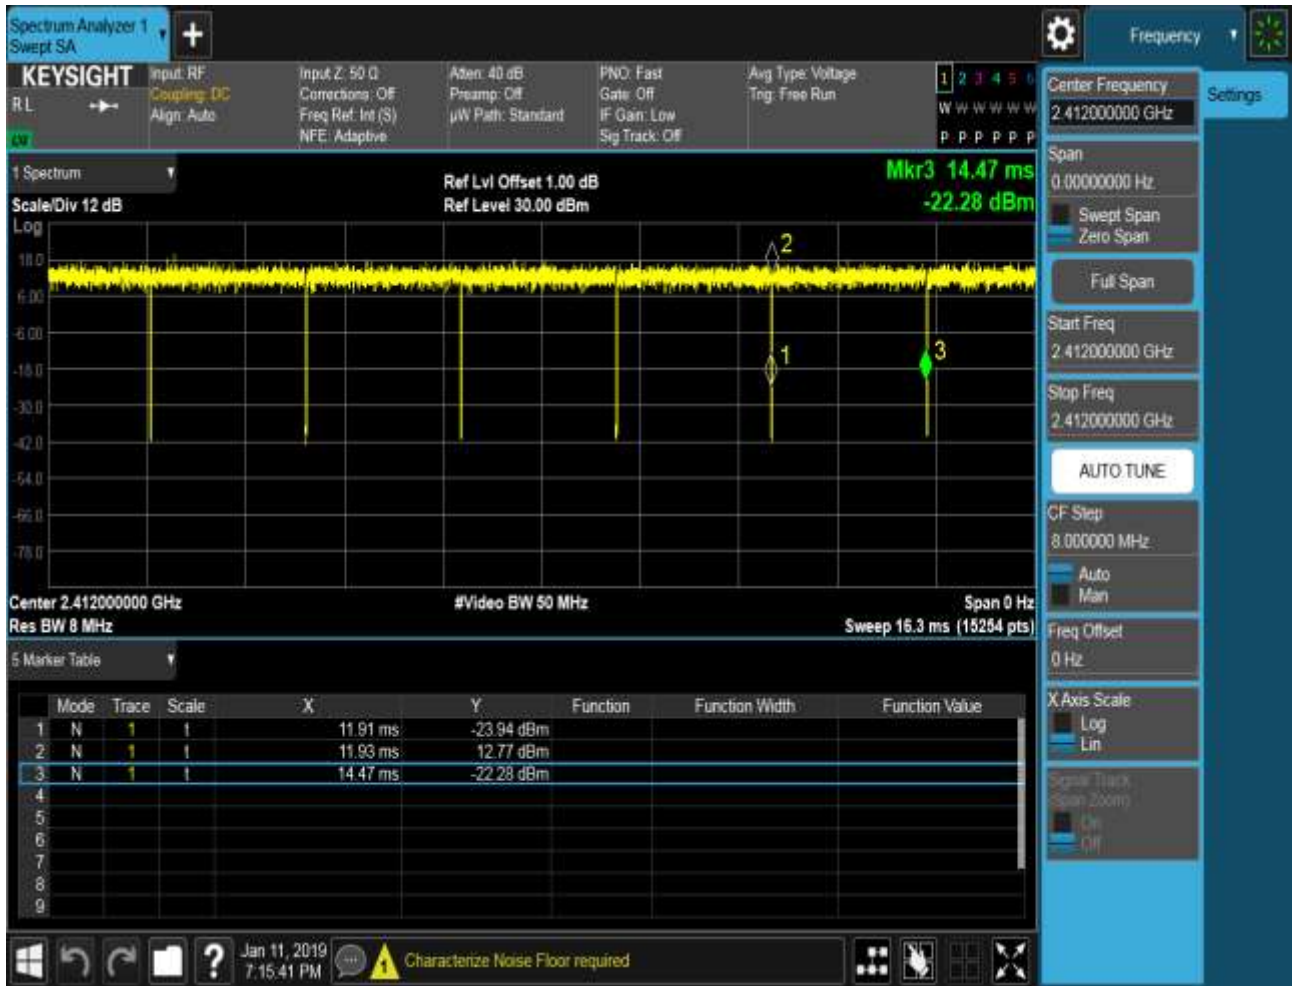 Spectrum Analyzer 1
Swept SA
Frequency
KEYSIGHT
RL
Input: RF
Coupling: DC
Align: Auto
Input Z: 50 Ω
Corrections: Off
Freq Ref: Int (S)
NFE: Adaptive
Atten: 40 dB
Preamp: Off
µW Path: Standard
PNO: Fast
Gate: Off
IF Gain: Low
Sig Track: Off
Avg Type: Voltage
Trig: Free Run
1 2 3 4 5 6
W W W W W W
P P P P P P
1 Spectrum
Scale/Div 12 dB
Ref Lvl Offset 1.00 dB
Ref Level 30.00 dBm
Mkr3 14.47 ms
-22.28 dBm
Log
18.0
6.00
-6.00
-18.0
-30.0
-42.0
-54.0
-66.0
-78.0
2
1
3
Center 2.412000000 GHz
#Video BW 50 MHz
Span 0 Hz
Res BW 8 MHz
Sweep 16.3 ms (15254 pts)
5 Marker Table
Mode Trace Scale X Y Function Function Width Function Value
1 N 1 t 11.91 ms -23.94 dBm
2 N 1 t 11.93 ms 12.77 dBm
3 N 1 t 14.47 ms -22.28 dBm
4
5
6
7
8
9
Jan 11, 2019
7:15:41 PM
1
Characterize Noise Floor required
?
Settings
Center Frequency
2.412000000 GHz
Span
0.00000000 Hz
Swept Span
Zero Span
Full Span
Start Freq
2.412000000 GHz
Stop Freq
2.412000000 GHz
AUTO TUNE
CF Step
8.000000 MHz
Auto
Man
Freq Offset
0 Hz
X Axis Scale
Log
Lin
Signal Track
(Span Zoom)
On
Off